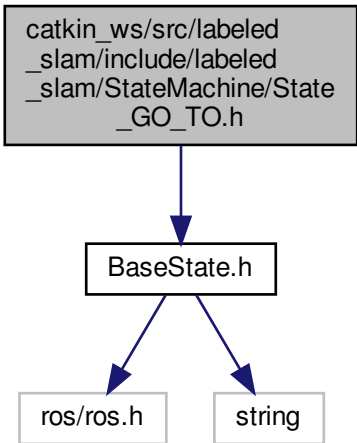 catkin_ws/src/labeled
_slam/include/labeled
_slam/StateMachine/State
_GO_TO.h
BaseState.h
ros/ros.h
string